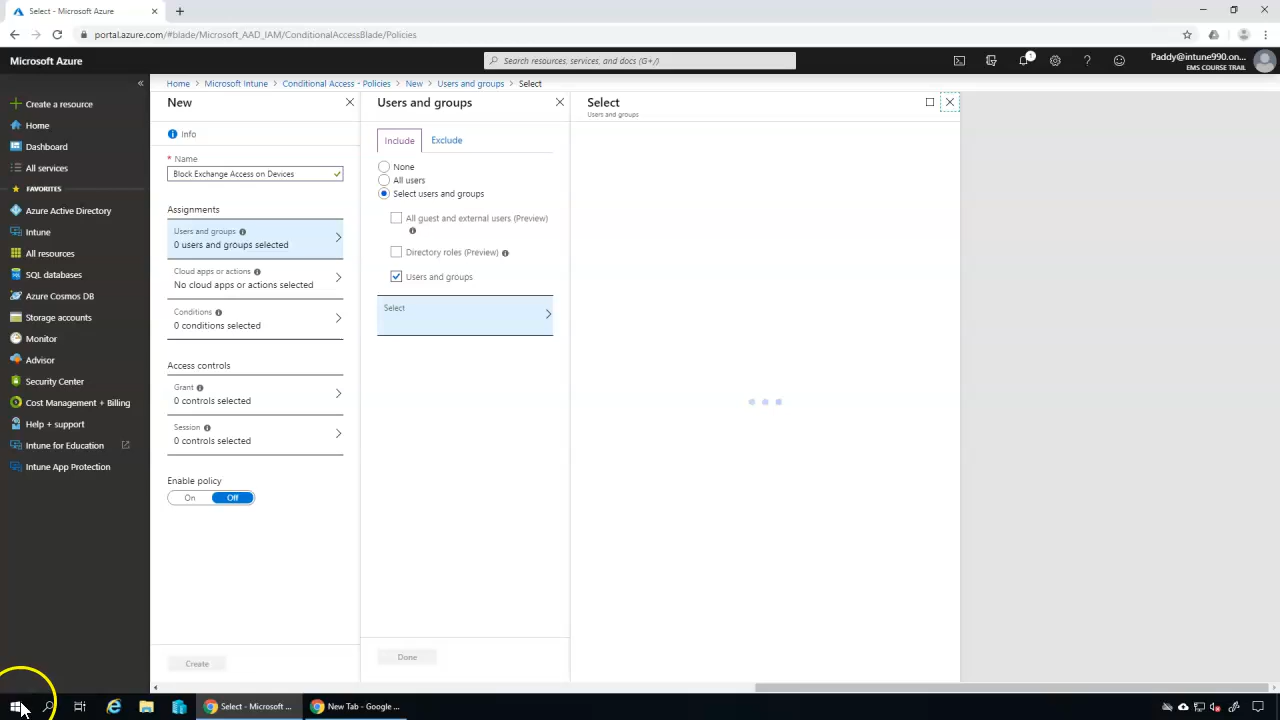 Select - Microsoft Azure
portal.azure.com/#blade/Microsoft_AAD_IAM/ConditionalAccessBlade/Policies
Microsoft Azure
Search resources, services, and docs (G+/)
1
Paddy@intune990.on...
EMS COURSE TRAIL
Home > Microsoft Intune > Conditional Access - Policies > New > Users and groups > Select
Create a resource
Home
Dashboard
All services
FAVORITES
Azure Active Directory
Intune
All resources
SQL databases
Azure Cosmos DB
Storage accounts
Monitor
Advisor
Security Center
Cost Management + Billing
Help + support
Intune for Education
Intune App Protection
New
Info
* Name
Block Exchange Access on Devices
Assignments
Users and groups
0 users and groups selected
Cloud apps or actions
No cloud apps or actions selected
Conditions
0 conditions selected
Access controls
Grant
0 controls selected
Session
0 controls selected
Enable policy
On Off
Create
Users and groups
Include Exclude
None
All users
Select users and groups
All guest and external users (Preview)
Directory roles (Preview)
Users and groups
Select
Done
Select
Users and groups
Select - Microsoft ...
New Tab - Google ...